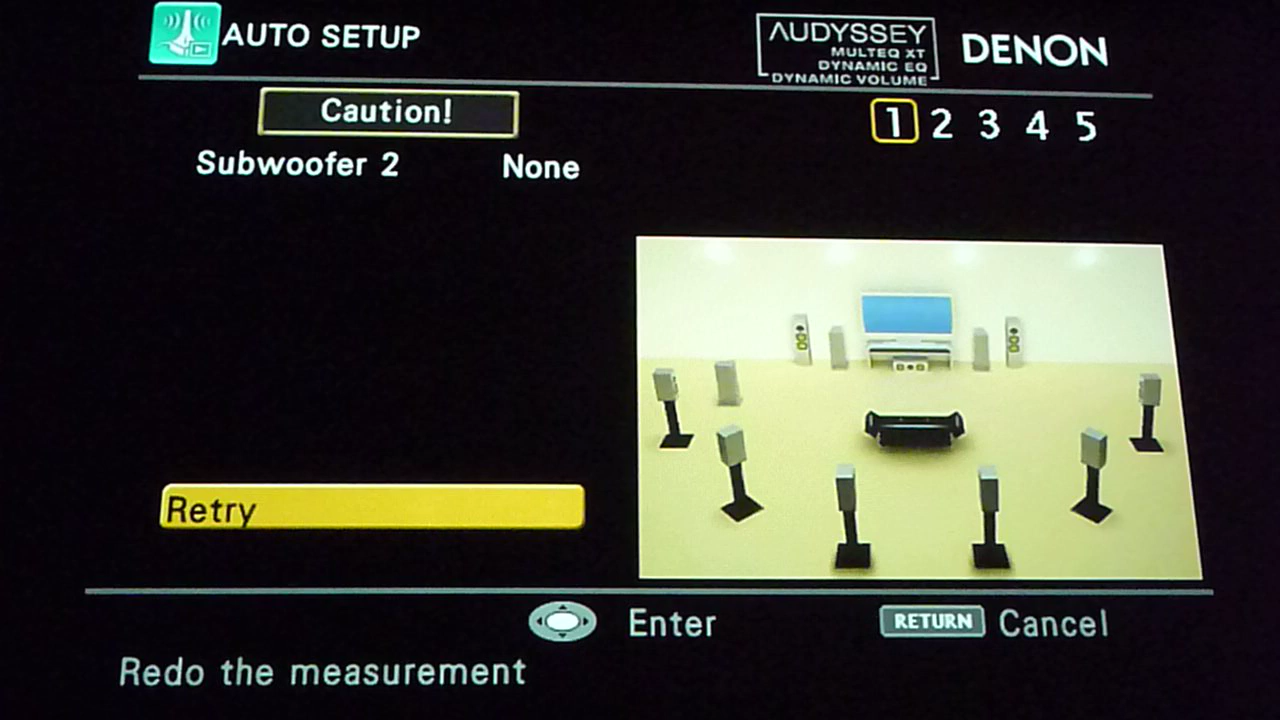 AUTO SETUP
AUDYSSEY
MULTEQ XT
DYNAMIC EQ
DYNAMIC VOLUME
DENON
Caution!
1 2 3 4 5
Subwoofer 2 None
Retry
Enter
RETURN Cancel
Redo the measurement